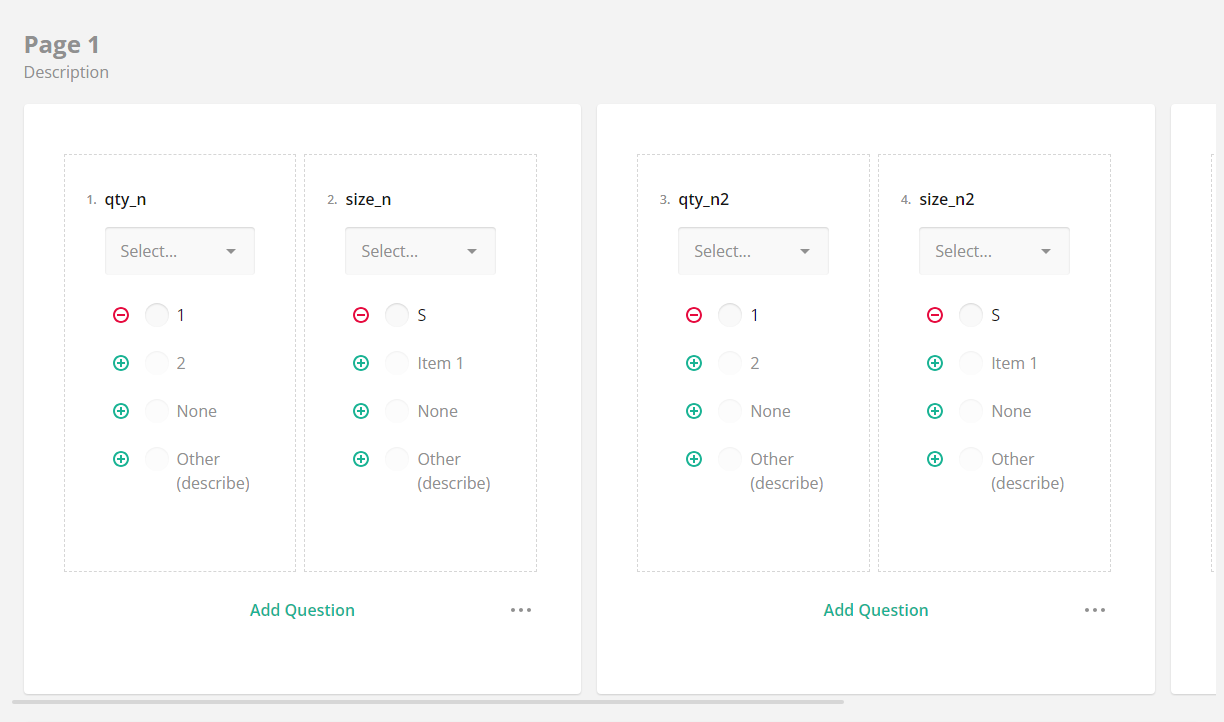 Page 1
Description
1. qty_n
Select...
1
2
None
Other
(describe)
2. size_n
Select...
S
Item 1
None
Other
(describe)
Add Question
3. qty_n2
Select...
1
2
None
Other
(describe)
4. size_n2
Select...
S
Item 1
None
Other
(describe)
Add Question